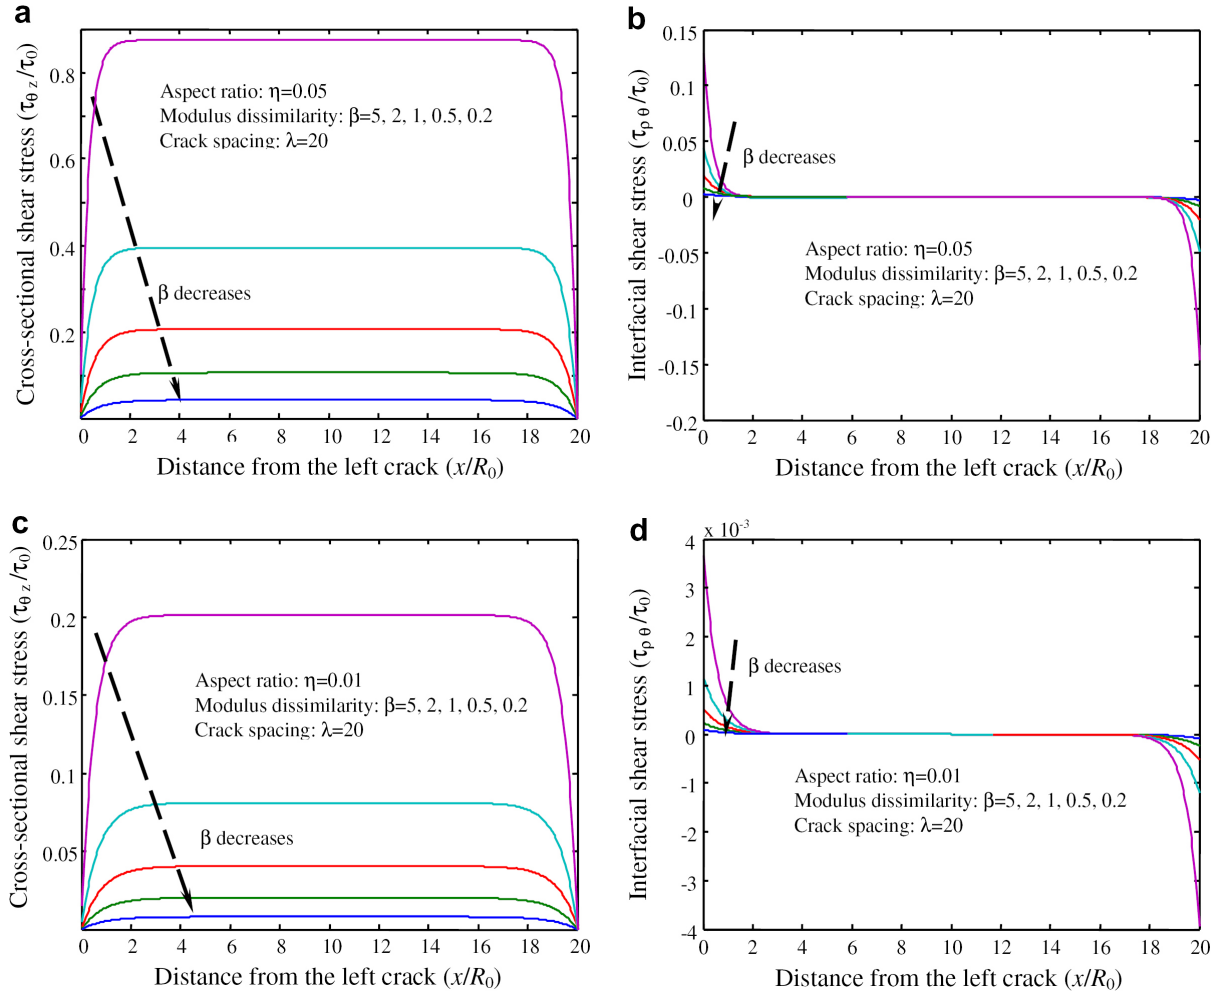 a
Cross-sectional shear stress (τθ z/τ0)
0.8
0.6
0.4
0.2
Aspect ratio: η=0.05
Modulus dissimilarity: β=5, 2, 1, 0.5, 0.2
Crack spacing: λ=20
β decreases
0 2 4 6 8 10 12 14 16 18 20
Distance from the left crack (x/R0)
b
Interfacial shear stress (τρ θ/τ0)
0.15
0.1
0.05
0
-0.05
-0.1
-0.15
-0.2
β decreases
Aspect ratio: η=0.05
Modulus dissimilarity: β=5, 2, 1, 0.5, 0.2
Crack spacing: λ=20
0 2 4 6 8 10 12 14 16 18 20
Distance from the left crack (x/R0)
c
Cross-sectional shear stress (τθ z/τ0)
0.25
0.2
0.15
0.1
0.05
Aspect ratio: η=0.01
Modulus dissimilarity: β=5, 2, 1, 0.5, 0.2
Crack spacing: λ=20
β decreases
0 2 4 6 8 10 12 14 16 18 20
Distance from the left crack (x/R0)
d
x 10-3
Interfacial shear stress (τρ θ/τ0)
4
3
2
1
0
-1
-2
-3
-4
β decreases
Aspect ratio: η=0.01
Modulus dissimilarity: β=5, 2, 1, 0.5, 0.2
Crack spacing: λ=20
0 2 4 6 8 10 12 14 16 18 20
Distance from the left crack (x/R0)